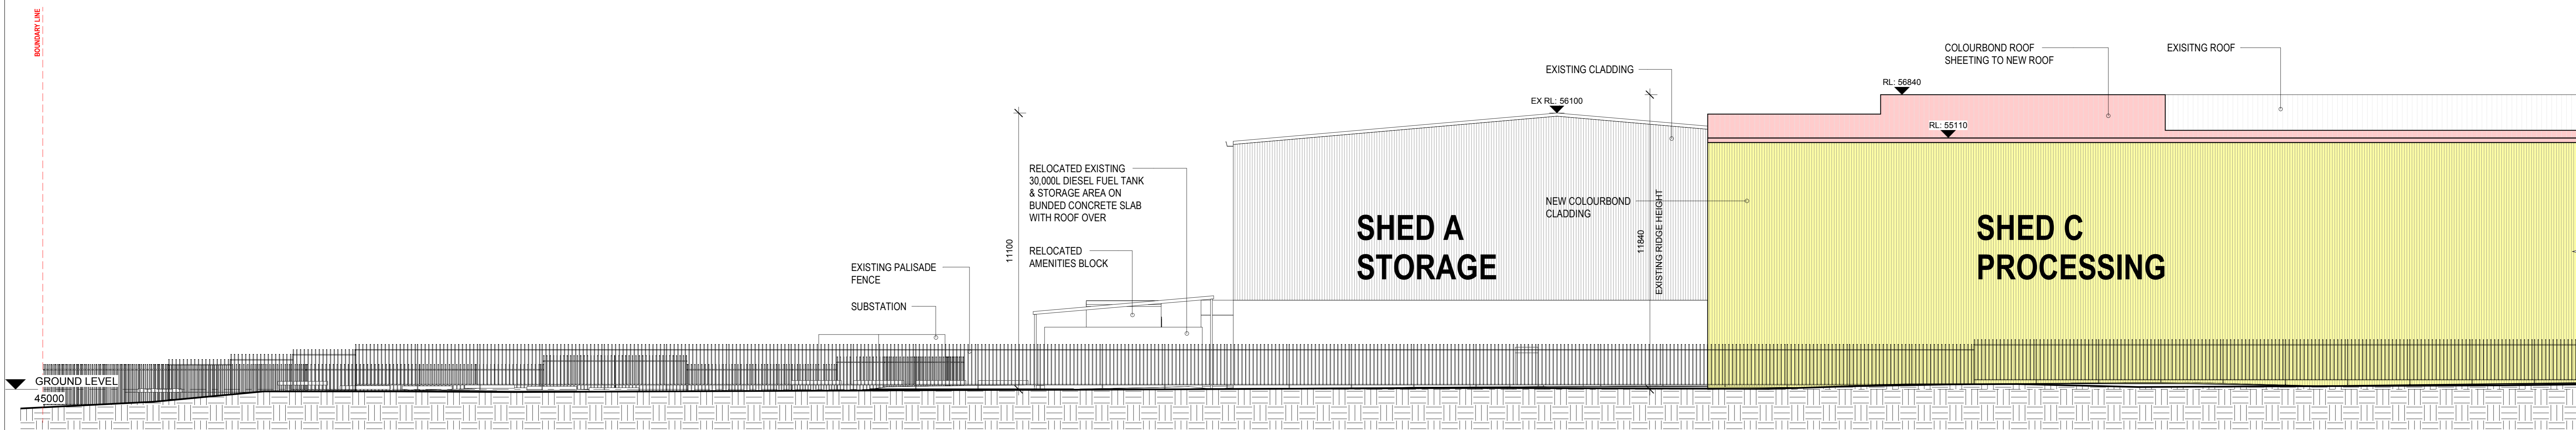 BOUNDARY LINE
GROUND LEVEL
45000
EXISTING PALISADE
FENCE
SUBSTATION
11100
RELOCATED EXISTING
30,000L DIESEL FUEL TANK
& STORAGE AREA ON
BUNDED CONCRETE SLAB
WITH ROOF OVER
RELOCATED
AMENITIES BLOCK
EX RL: 56100
EXISTING CLADDING
SHED A
STORAGE
NEW COLOURBOND
CLADDING
11840
EXISTING RIDGE HEIGHT
RL: 56840
RL: 55110
COLOURBOND ROOF
SHEETING TO NEW ROOF
EXISITNG ROOF
SHED C
PROCESSING